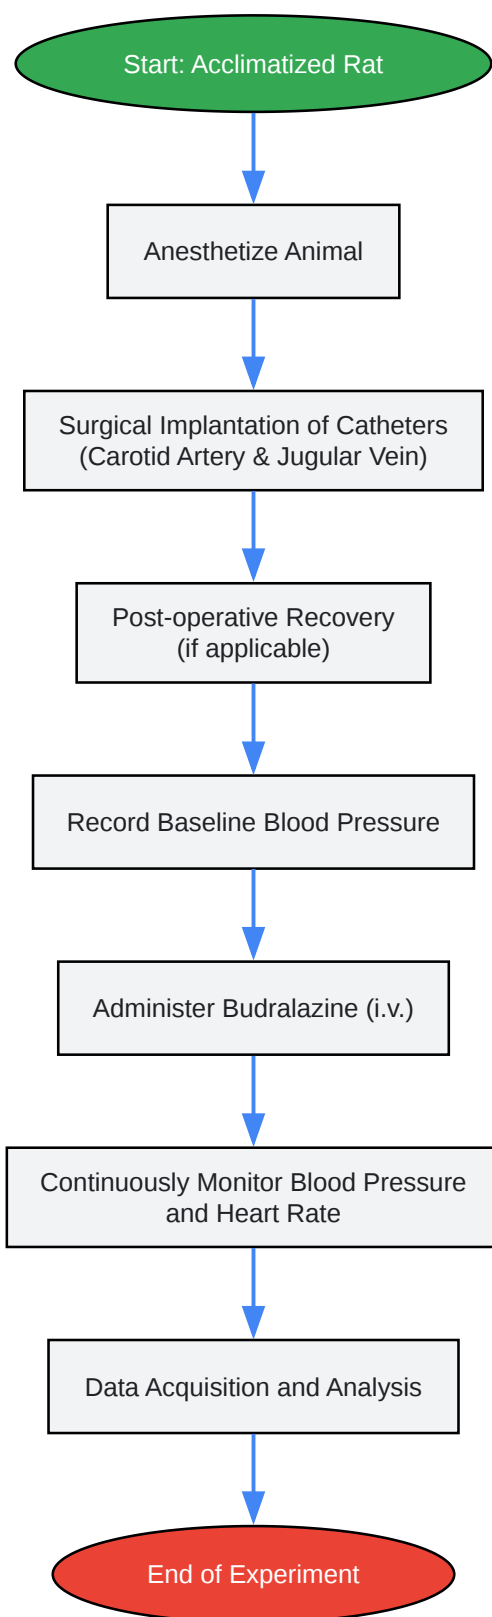 Start: Acclimatized Rat
Anesthetize Animal
Surgical Implantation of Catheters
(Carotid Artery & Jugular Vein)
Post-operative Recovery
(if applicable)
Record Baseline Blood Pressure
Administer Budralazine (i.v.)
Continuously Monitor Blood Pressure
and Heart Rate
Data Acquisition and Analysis
End of Experiment